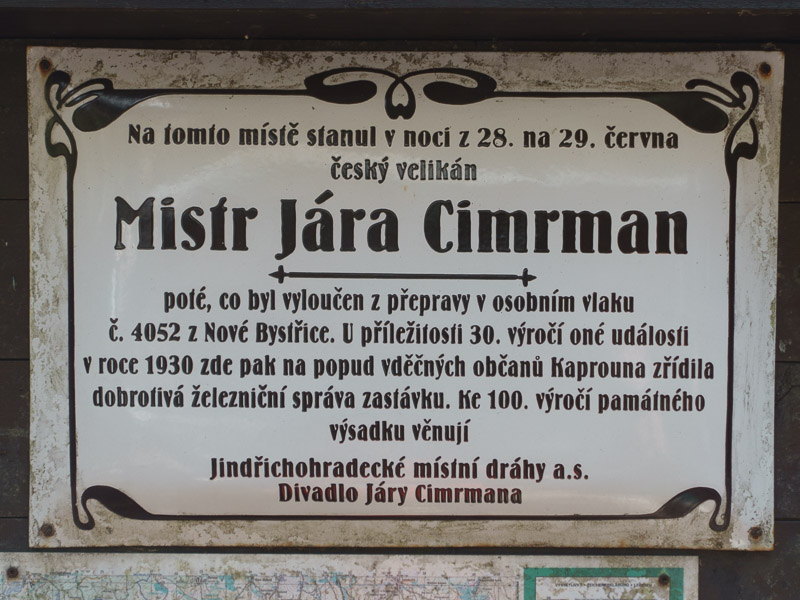 Na tomto místě stanul v noci z 28. na 29. června
český velikán
Mistr Jára Cimrman
poté, co byl vyloučen z přepravy v osobním vlaku
č. 4052 z Nové Bystřice. U příležitosti 30. výročí oné události
v roce 1930 zde pak na popud vděčných občanů Kaprouna zřídila
dobrotivá železniční správa zastávku. Ke 100. výročí památného
výsadku věnují
Jindřichohradecké místní dráhy a.s.
Divadlo Járy Cimrmana